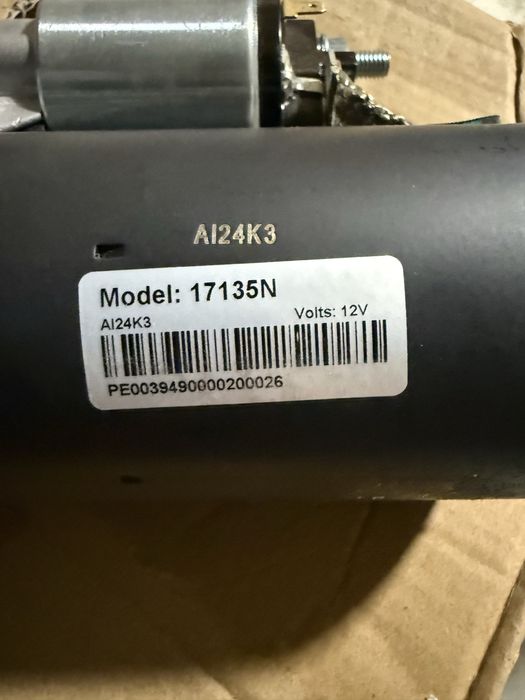 AI24K3
Model: 17135N
AI24K3
Volts: 12V
PE0039490000200026